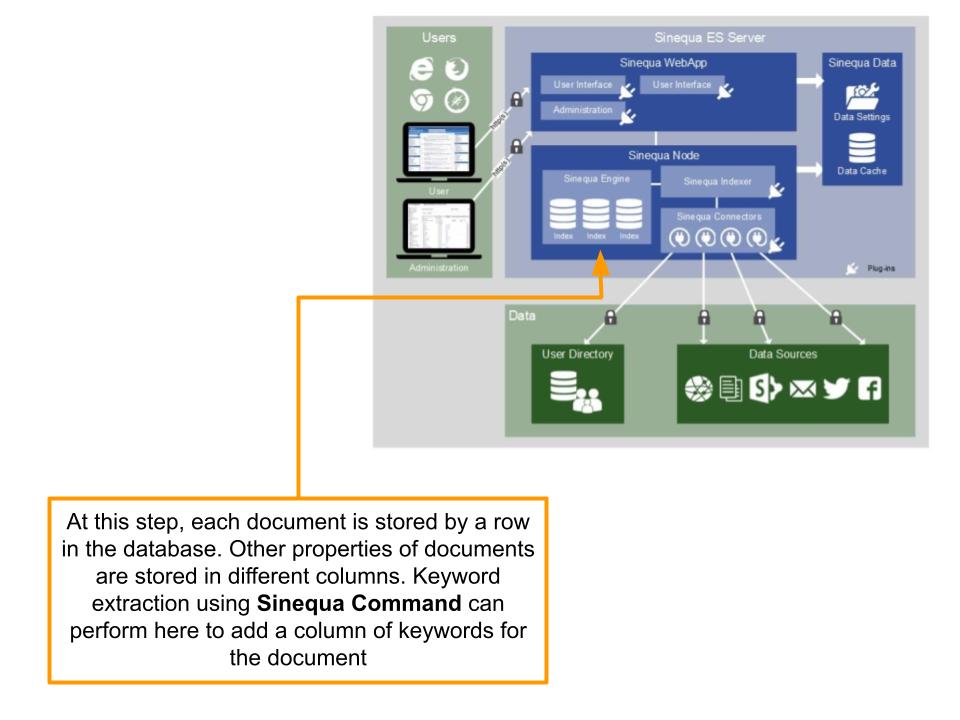 Users
Sinequa ES Server
Sinequa WebApp
User Interface
User Interface
Administration
Sinequa Data
Data Settings
Data Cache
http(s)
http(s)
User
Administration
Sinequa Node
Sinequa Engine
Index Index Index
Sinequa Indexer
Sinequa Connectors
Plug-ins
Data
User Directory
Data Sources
At this step, each document is stored by a row
in the database. Other properties of documents
are stored in different columns. Keyword
extraction using Sinequa Command can
perform here to add a column of keywords for
the document